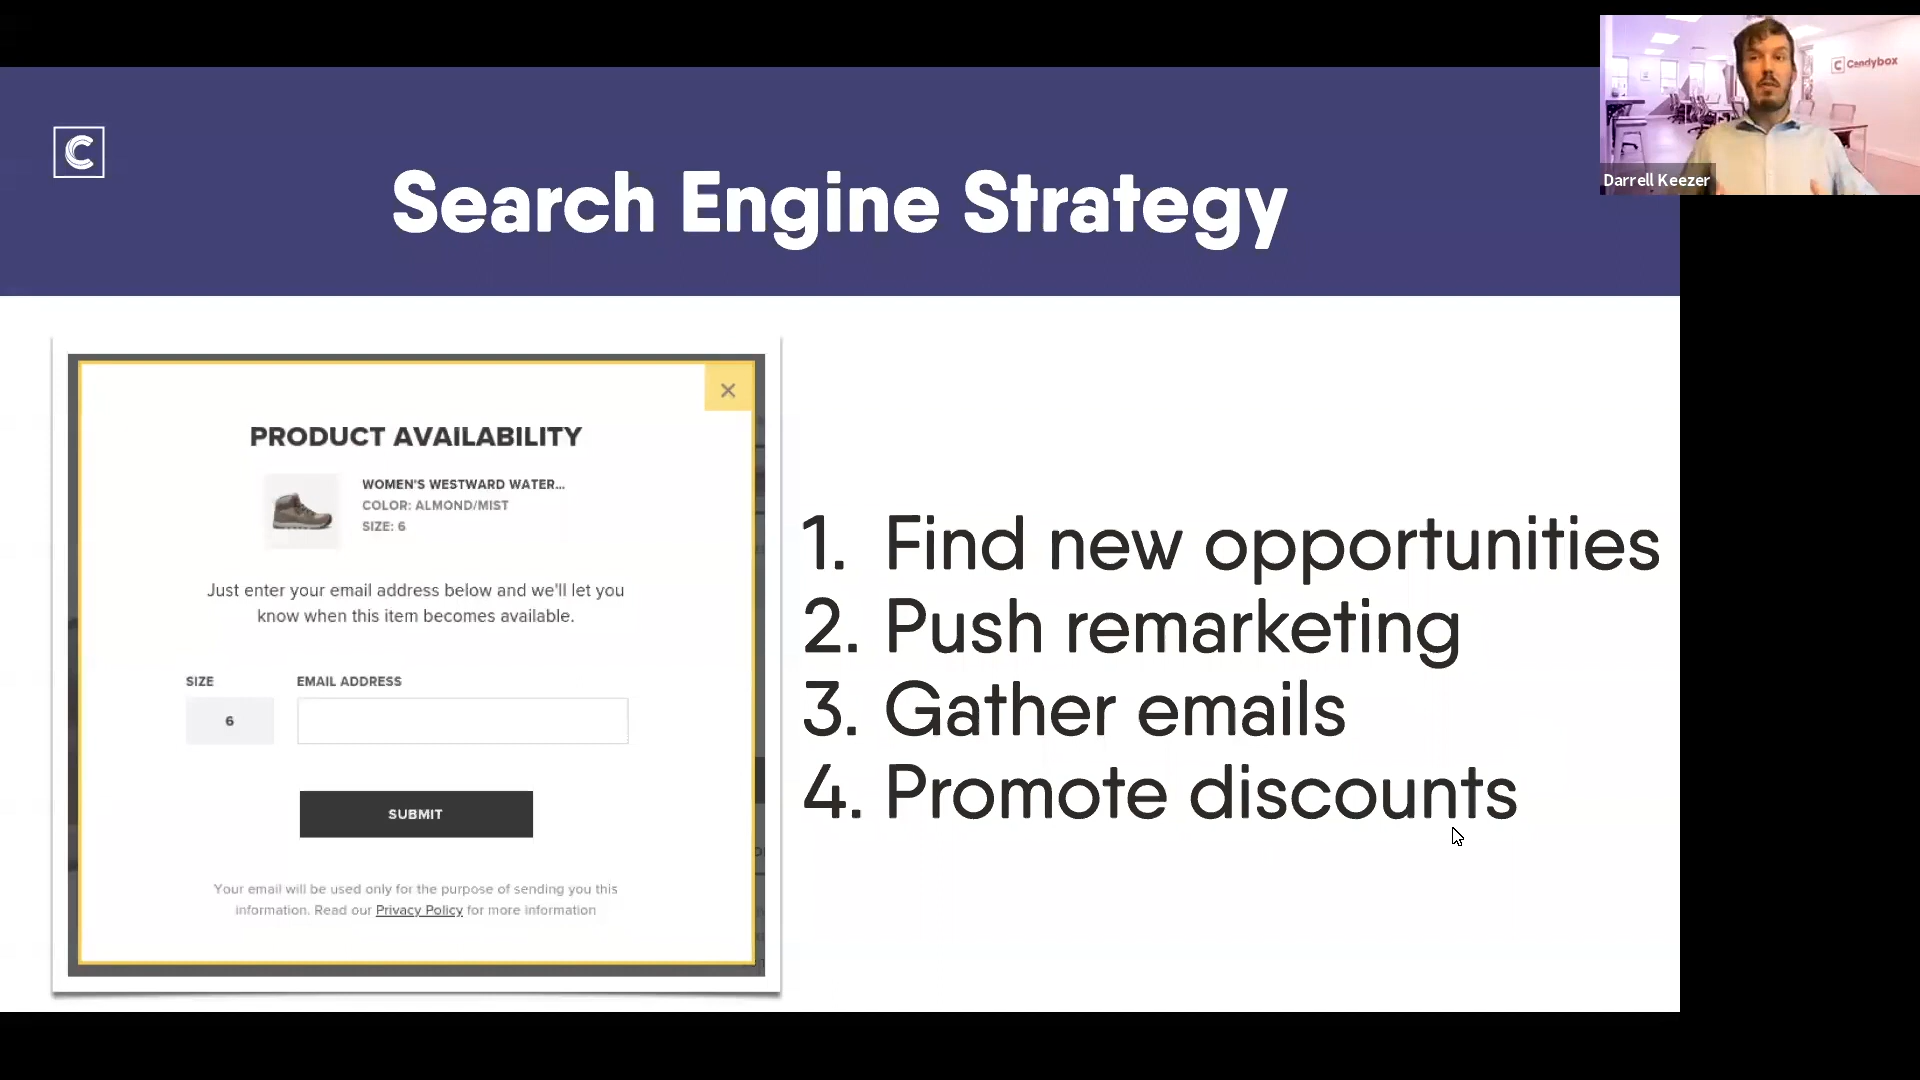 Candybox
Darrell Keezer
C
Search Engine Strategy
×
PRODUCT AVAILABILITY
WOMEN'S WESTWARD WATER...
COLOR: ALMOND/MIST
SIZE: 6
Just enter your email address below and we'll let you
know when this item becomes available.
SIZE
EMAIL ADDRESS
6
SUBMIT
Your email will be used only for the purpose of sending you this
information. Read our Privacy Policy for more information
1. Find new opportunities
2. Push remarketing
3. Gather emails
4. Promote discounts